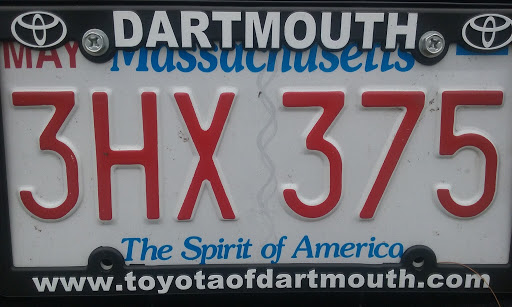 DARTMOUTH
MAY Massachusetts
3HX 375
The Spirit of America
www.toyotaofdartmouth.com